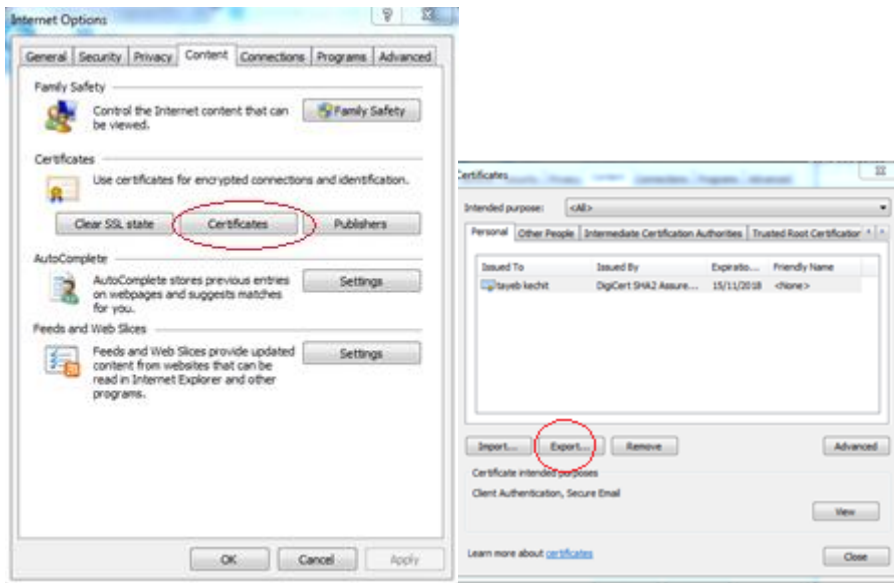 Internet Options
General Security Privacy Content Connections Programs Advanced
Family Safety
Control the Internet content that can
be viewed.
Family Safety
Certificates
Use certificates for encrypted connections and identification.
Clear SSL state Certificates Publishers
AutoComplete
AutoComplete stores previous entries
on webpages and suggests matches
for you.
Settings
Feeds and Web Slices
Feeds and Web Slices provide updated
content from websites that can be
read in Internet Explorer and other
programs.
Settings
OK Cancel Apply
Certificates
Intended purpose: <All>
Personal Other People Intermediate Certification Authorities Trusted Root Certification
Issued To Issued By Expiratio... Friendly Name
tayeb kechit DigiCert SHA2 Assure... 15/11/2018 <None>
Import... Export... Remove Advanced
Certificate intended purposes
Client Authentication, Secure Email
View
Learn more about certificates
Close